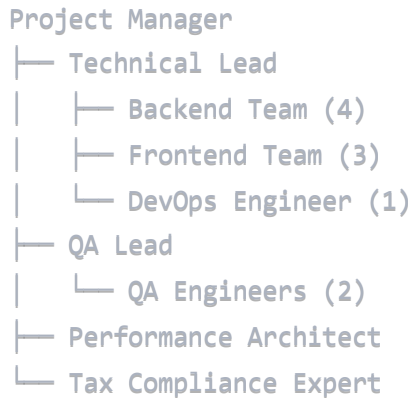 Project Manager
├── Technical Lead
│   ├── Backend Team (4)
│   ├── Frontend Team (3)
│   └── DevOps Engineer (1)
├── QA Lead
│   └── QA Engineers (2)
├── Performance Architect
└── Tax Compliance Expert